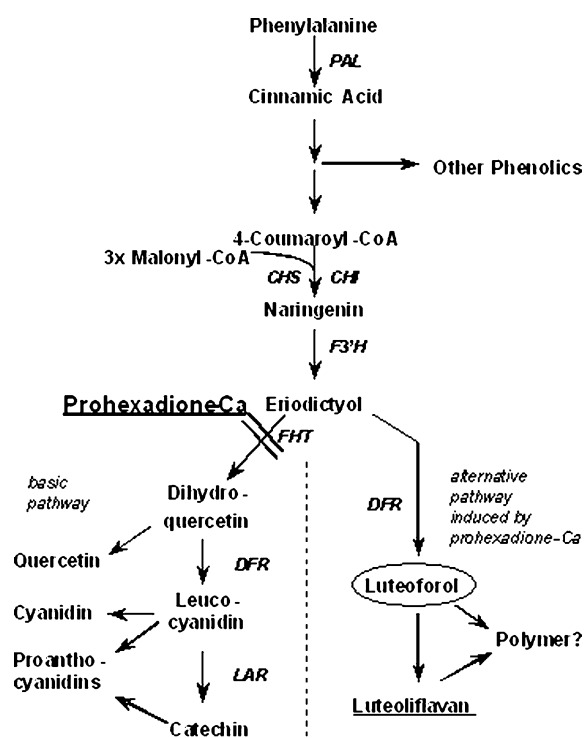 Phenylalanine
PAL
Cinnamic Acid
Other Phenolics
4-Coumaroyl-CoA
3x Malonyl-CoA
CHS CHI
Naringenin
F3'H
Prohexadione-Ca
Eriodictyol
FHT
basic
pathway
Dihydro-
quercetin
Quercetin
DFR
Leuco-
cyanidin
Cyanidin
Proantho-
cyanidins
LAR
Catechin
DFR
alternative
pathway
induced by
prohexadione-Ca
Luteoforol
Polymer?
Luteoliflavan